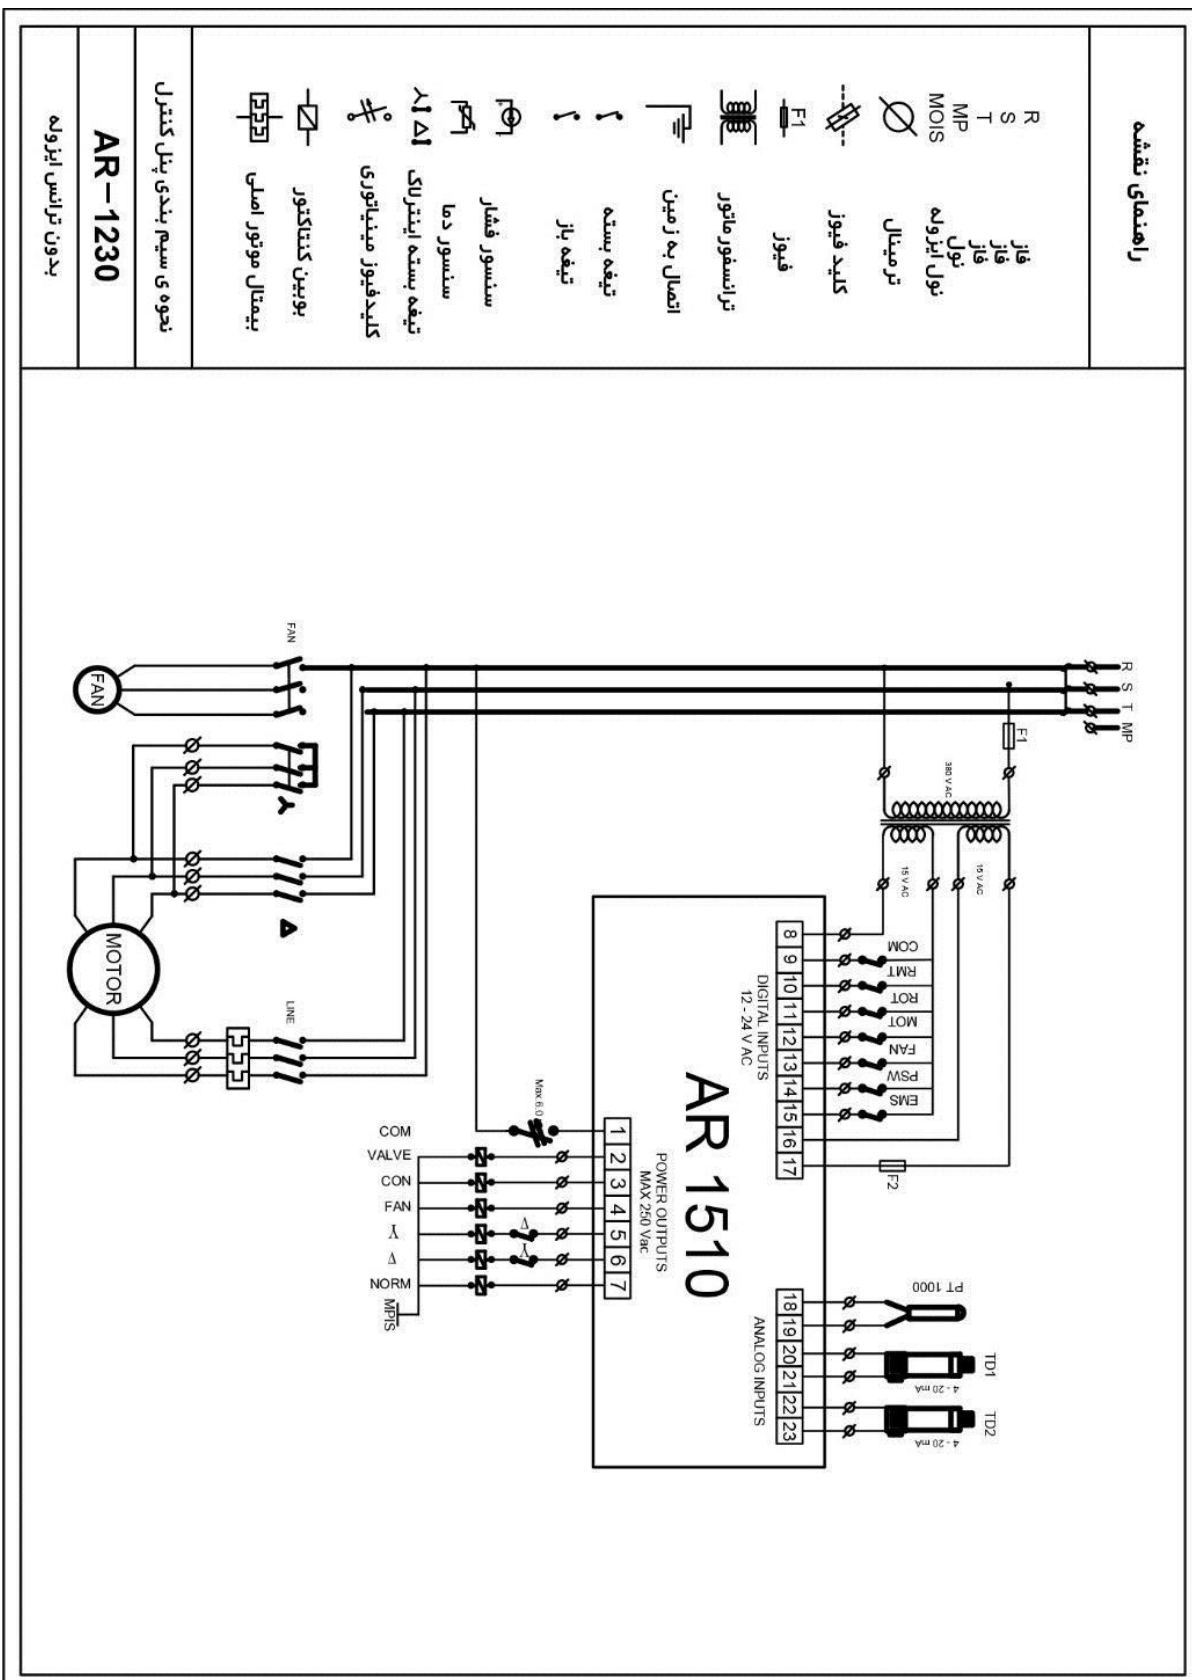 راهنمای نقشه
R فاز
S فاز
T فاز
MP نول
MOIS نول ایزوله
ترمینال
کلید فیوز
F1 فیوز
ترانسفورماتور
اتصال به زمین
تیغه بسته
تیغه باز
سنسور فشار
سنسور دما
تیغه بسته اینترلاک
کلیدفیوز مینیاتوری
بوبین کنتاکتور
بیمتال موتور اصلی
نحوه ی سیم بندی پنل کنترل
AR-1230
بدون ترانس ایزوله
R
S
T
MP
F1
380 V AC
15 V AC
15 V AC
COM
RMT
ROT
MOT
FAN
PSW
EMS
F2
PT 1000
TD1
4 - 20 mA
TD2
4 - 20 mA
8 9 10 11 12 13 14 15 16 17
DIGITAL INPUTS
12 - 24 V AC
18 19 20 21 22 23
ANALOG INPUTS
AR 1510
POWER OUTPUTS
MAX 250 Vac
1 2 3 4 5 6 7
Max 6.0
Δ
Y
COM
VALVE
CON
FAN
Y
Δ
NORM
MPIS
FAN
FAN
Y
Δ
MOTOR
LINE